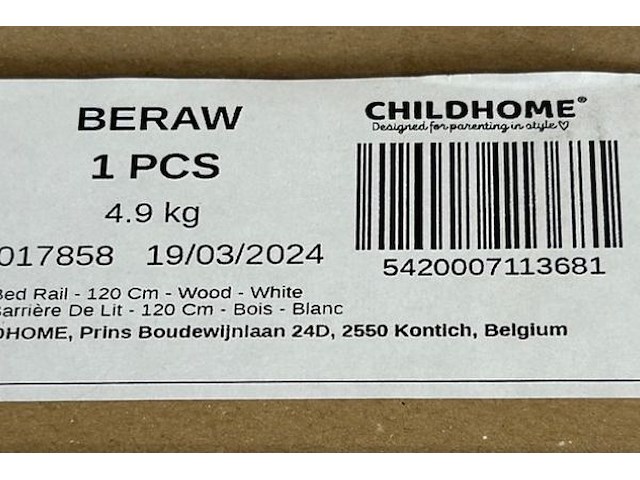 BERAW
1 PCS
4.9 kg
017858 19/03/2024
Bed Rail - 120 Cm - Wood - White
Barrière De Lit - 120 Cm - Bois - Blanc
DHOME, Prins Boudewijnlaan 24D, 2550 Kontich, Belgium
CHILDHOME®
Designed for parenting in style♡
5420007113681